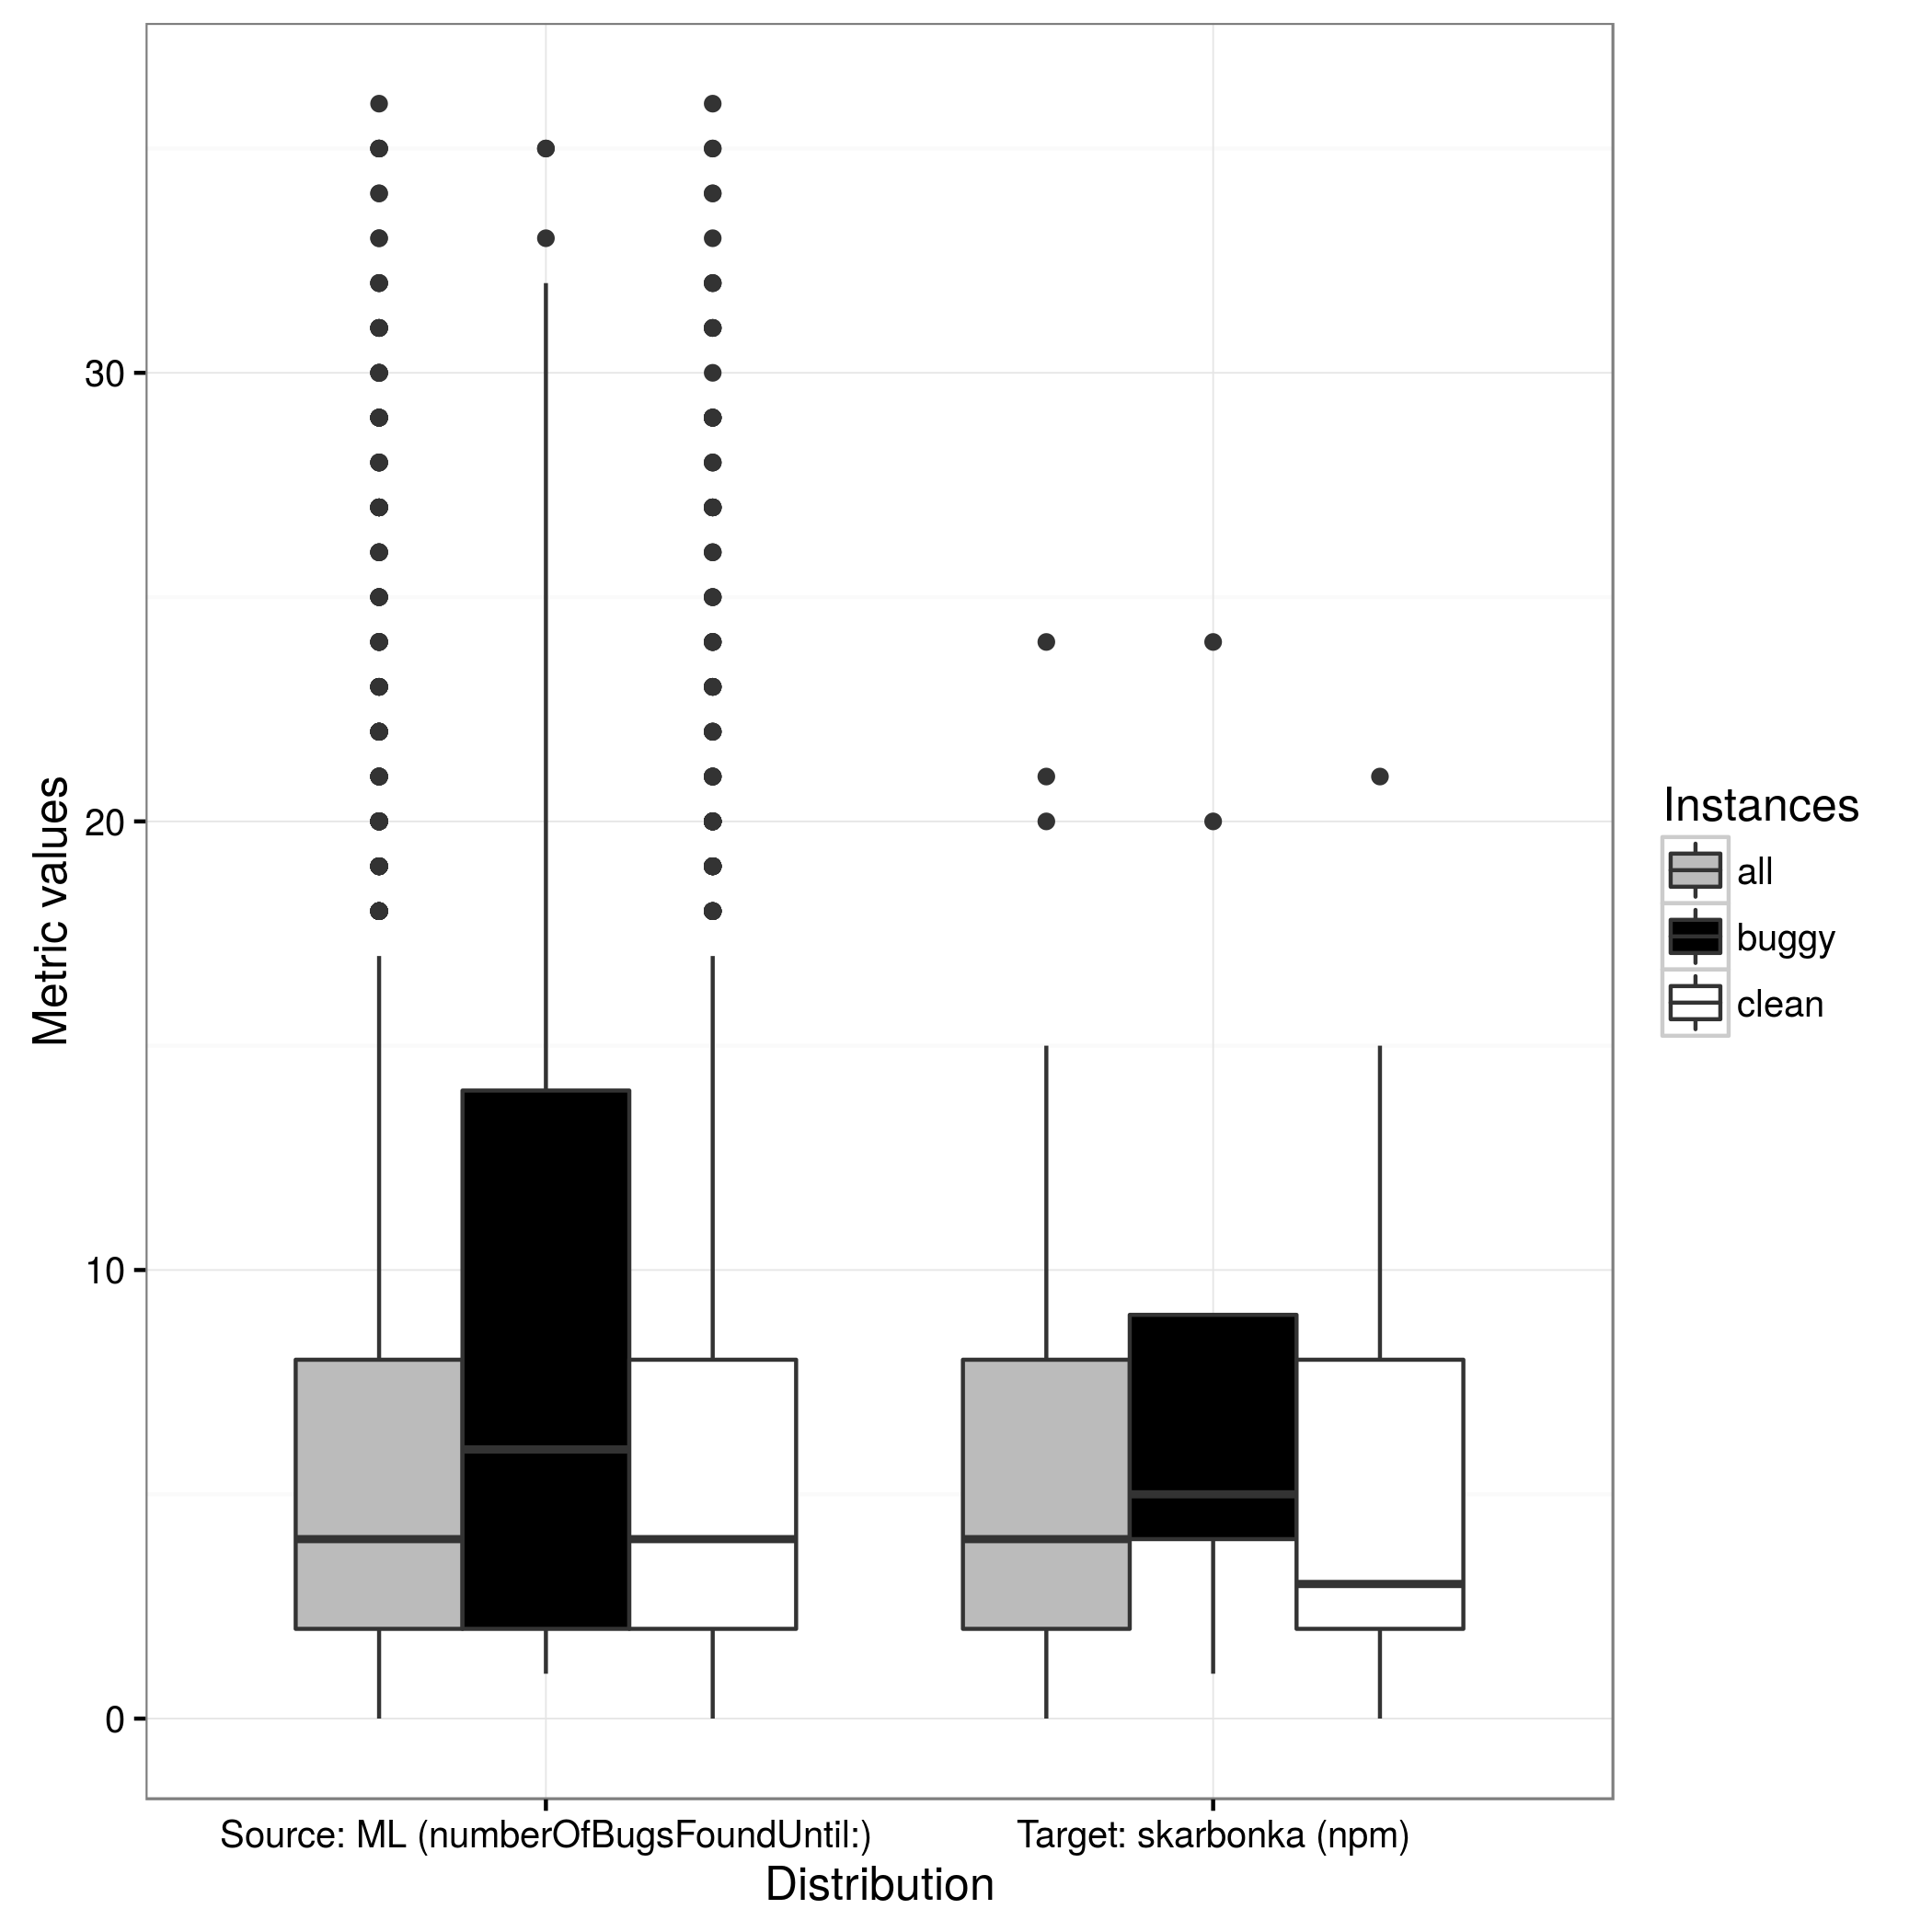 30
20
10
0
Metric values
Source: ML (numberOfBugsFoundUntil:)
Target: skarbonka (npm)
Distribution
Instances
all
buggy
clean